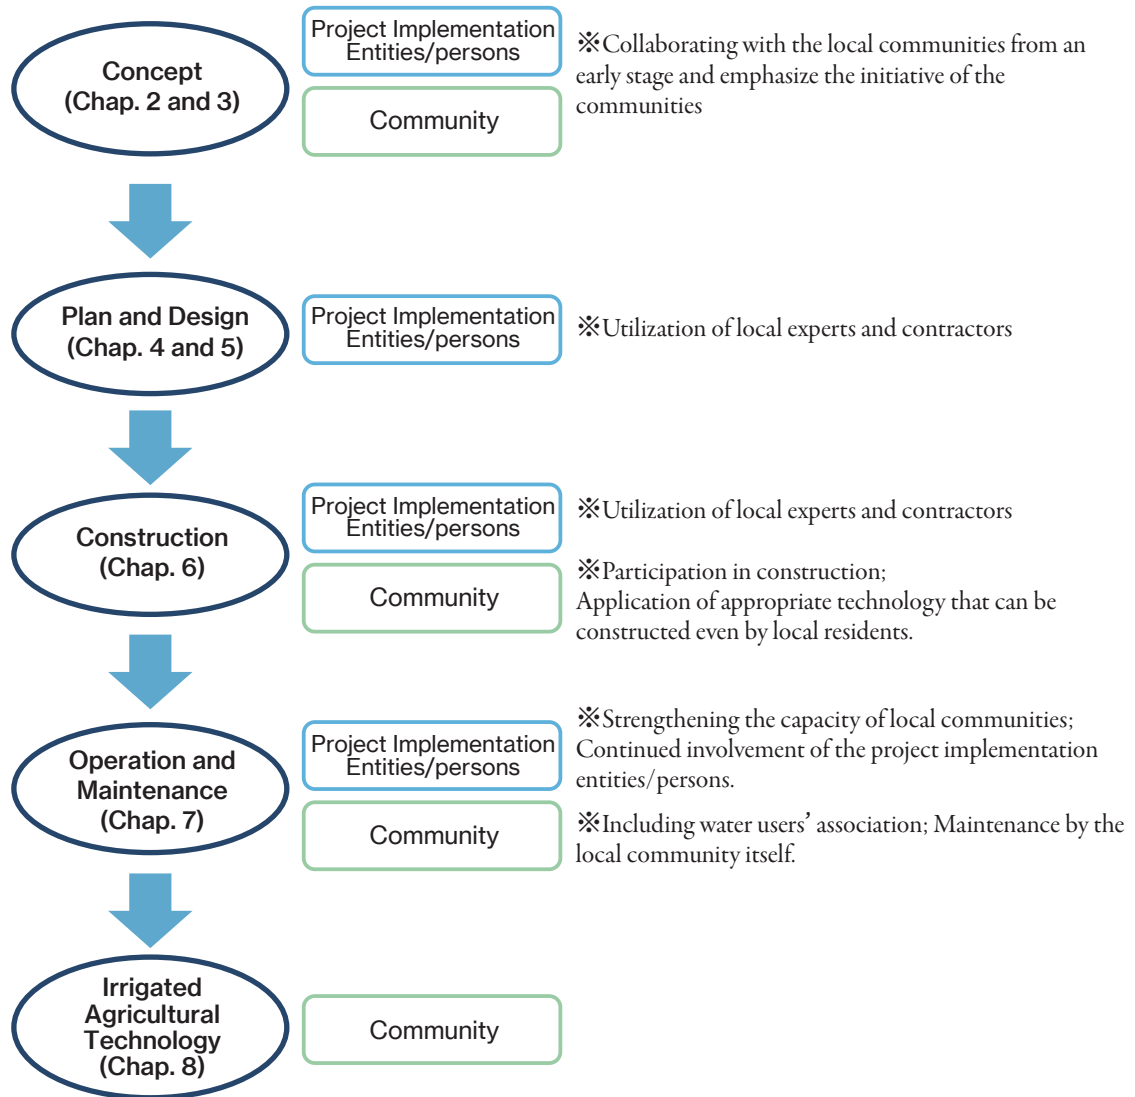 Concept
(Chap. 2 and 3)
Project Implementation
Entities/persons
Community
※Collaborating with the local communities from an
early stage and emphasize the initiative of the
communities
Plan and Design
(Chap. 4 and 5)
Project Implementation
Entities/persons
※Utilization of local experts and contractors
Construction
(Chap. 6)
Project Implementation
Entities/persons
※Utilization of local experts and contractors
Community
※Participation in construction;
Application of appropriate technology that can be
constructed even by local residents.
Operation and
Maintenance
(Chap. 7)
Project Implementation
Entities/persons
※Strengthening the capacity of local communities;
Continued involvement of the project implementation
entities/persons.
Community
※Including water users’ association; Maintenance by the
local community itself.
Irrigated
Agricultural
Technology
(Chap. 8)
Community